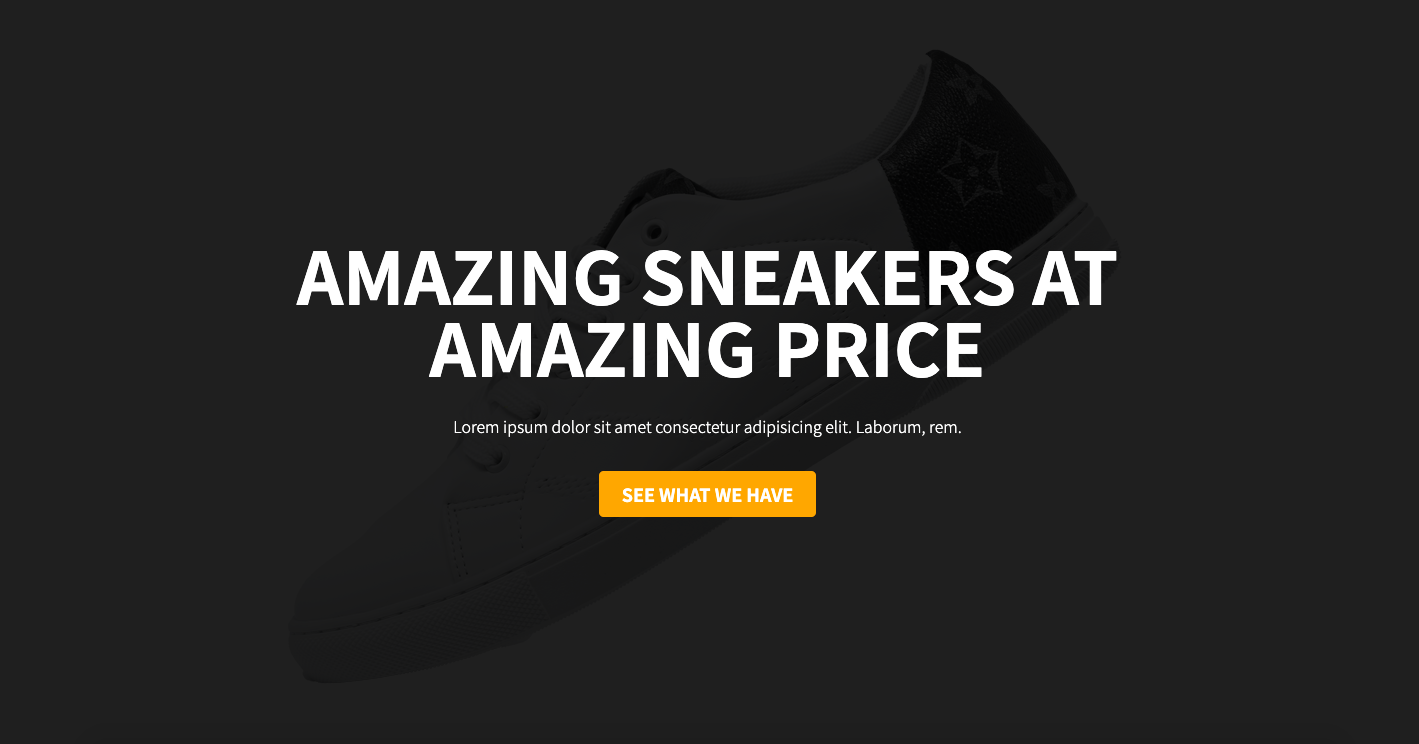 AMAZING SNEAKERS AT
AMAZING PRICE
Lorem ipsum dolor sit amet consectetur adipisicing elit. Laborum, rem.
SEE WHAT WE HAVE